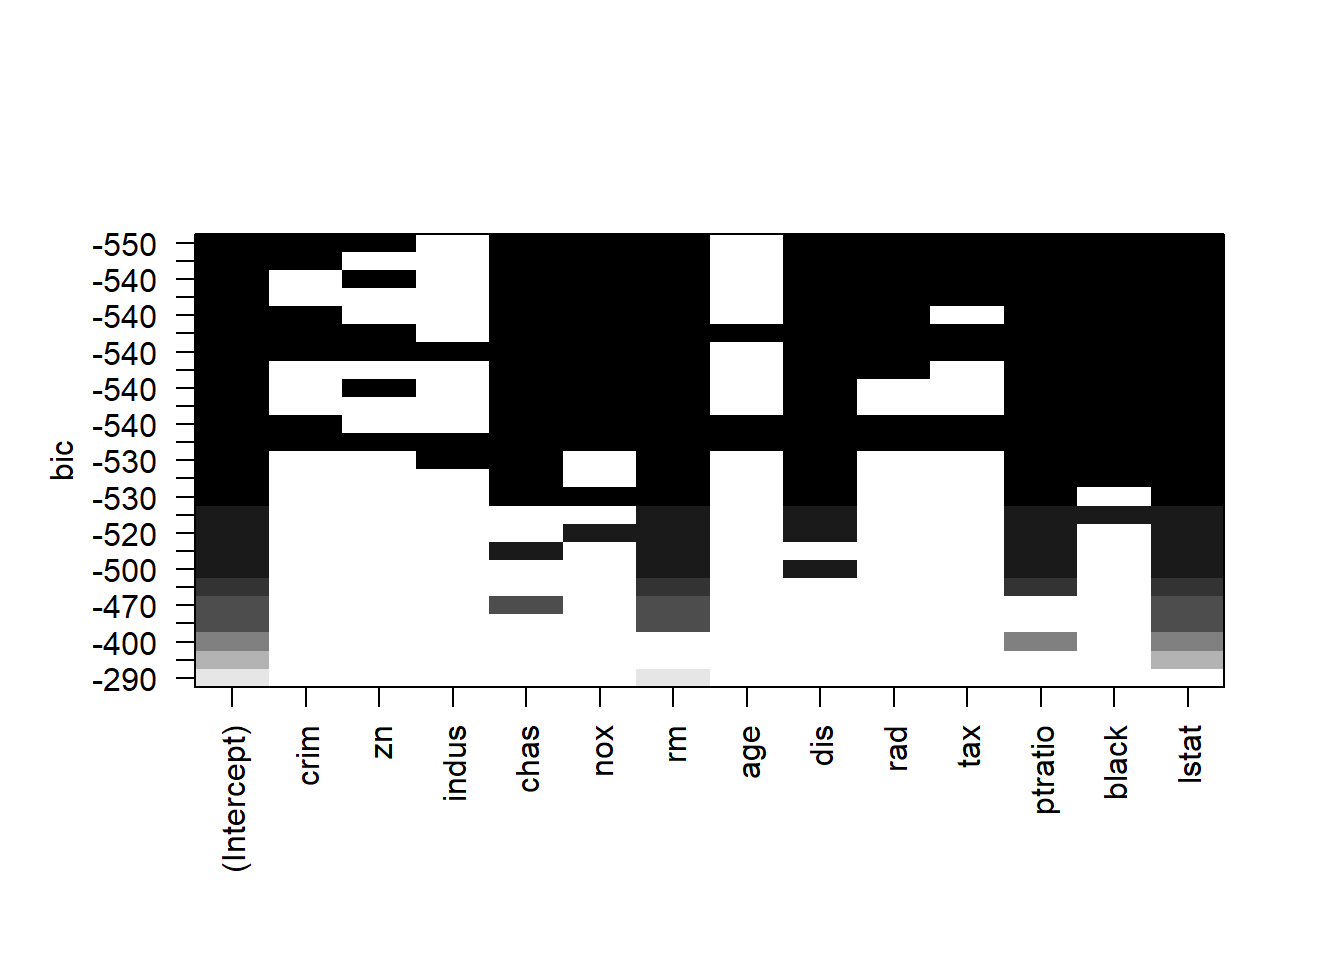 bic
-550
-540
-540
-540
-540
-540
-530
-530
-520
-500
-470
-400
-290
(Intercept)
crim
zn
indus
chas
nox
rm
age
dis
rad
tax
ptratio
black
lstat